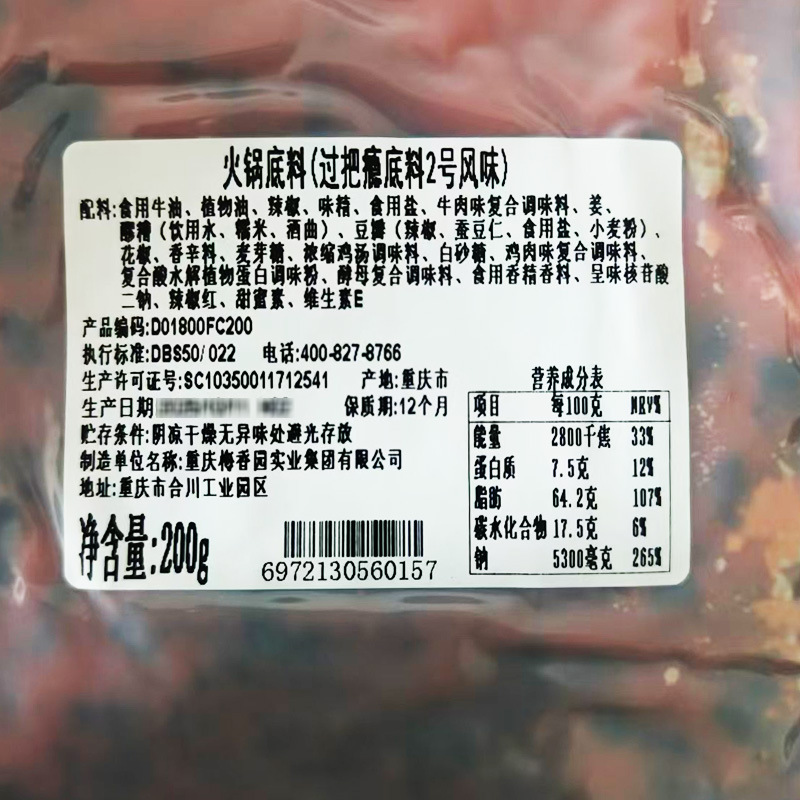 火锅底料(过把瘾底料2号风味)
配料:食用牛油、植物油、辣椒、味精、食用盐、牛肉味复合调味料、姜、
醪糟（饮用水、糯米、酒曲）、豆瓣（辣椒、蚕豆仁、食用盐、小麦粉）、
花椒、香辛料、麦芽糖、浓缩鸡汤调味料、白砂糖、鸡肉味复合调味料、
复合酸水解植物蛋白调味粉、酵母复合调味料、食用香精香料、呈味核苷酸
二钠、辣椒红、甜蜜素、维生素E
产品编码:D01800FC200
执行标准:DBS50/022 电话:400-827-8766
生产许可证号:SC10350011712541 产地:重庆市
生产日期 保质期:12个月
贮存条件:阴凉干燥无异味处避光存放
制造单位名称:重庆梅香园实业集团有限公司
地址:重庆市合川工业园区
净含量:200g
6972130560157
营养成分表
项目 每100克 NRV%
能量 2800千焦 33%
蛋白质 7.5克 12%
脂肪 64.2克 107%
碳水化合物 17.5克 6%
钠 5300毫克 265%